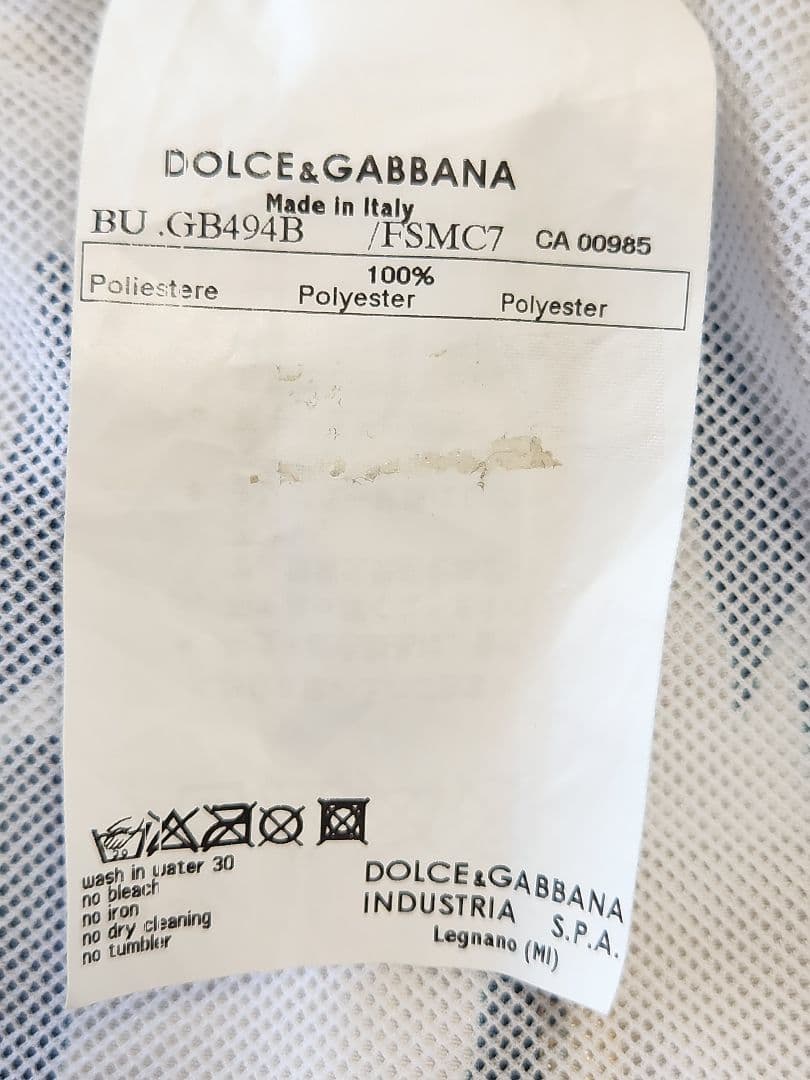 DOLCE&GABBANA
Made in Italy
BU .GB494B /FSMC7 CA 00985
100%
Poliestere Polyester Polyester
wash in water 30
no bleach
no iron
no dry cleaning
no tumbler
DOLCE&GABBANA
INDUSTRIA S.P.A.
Legnano (MI)